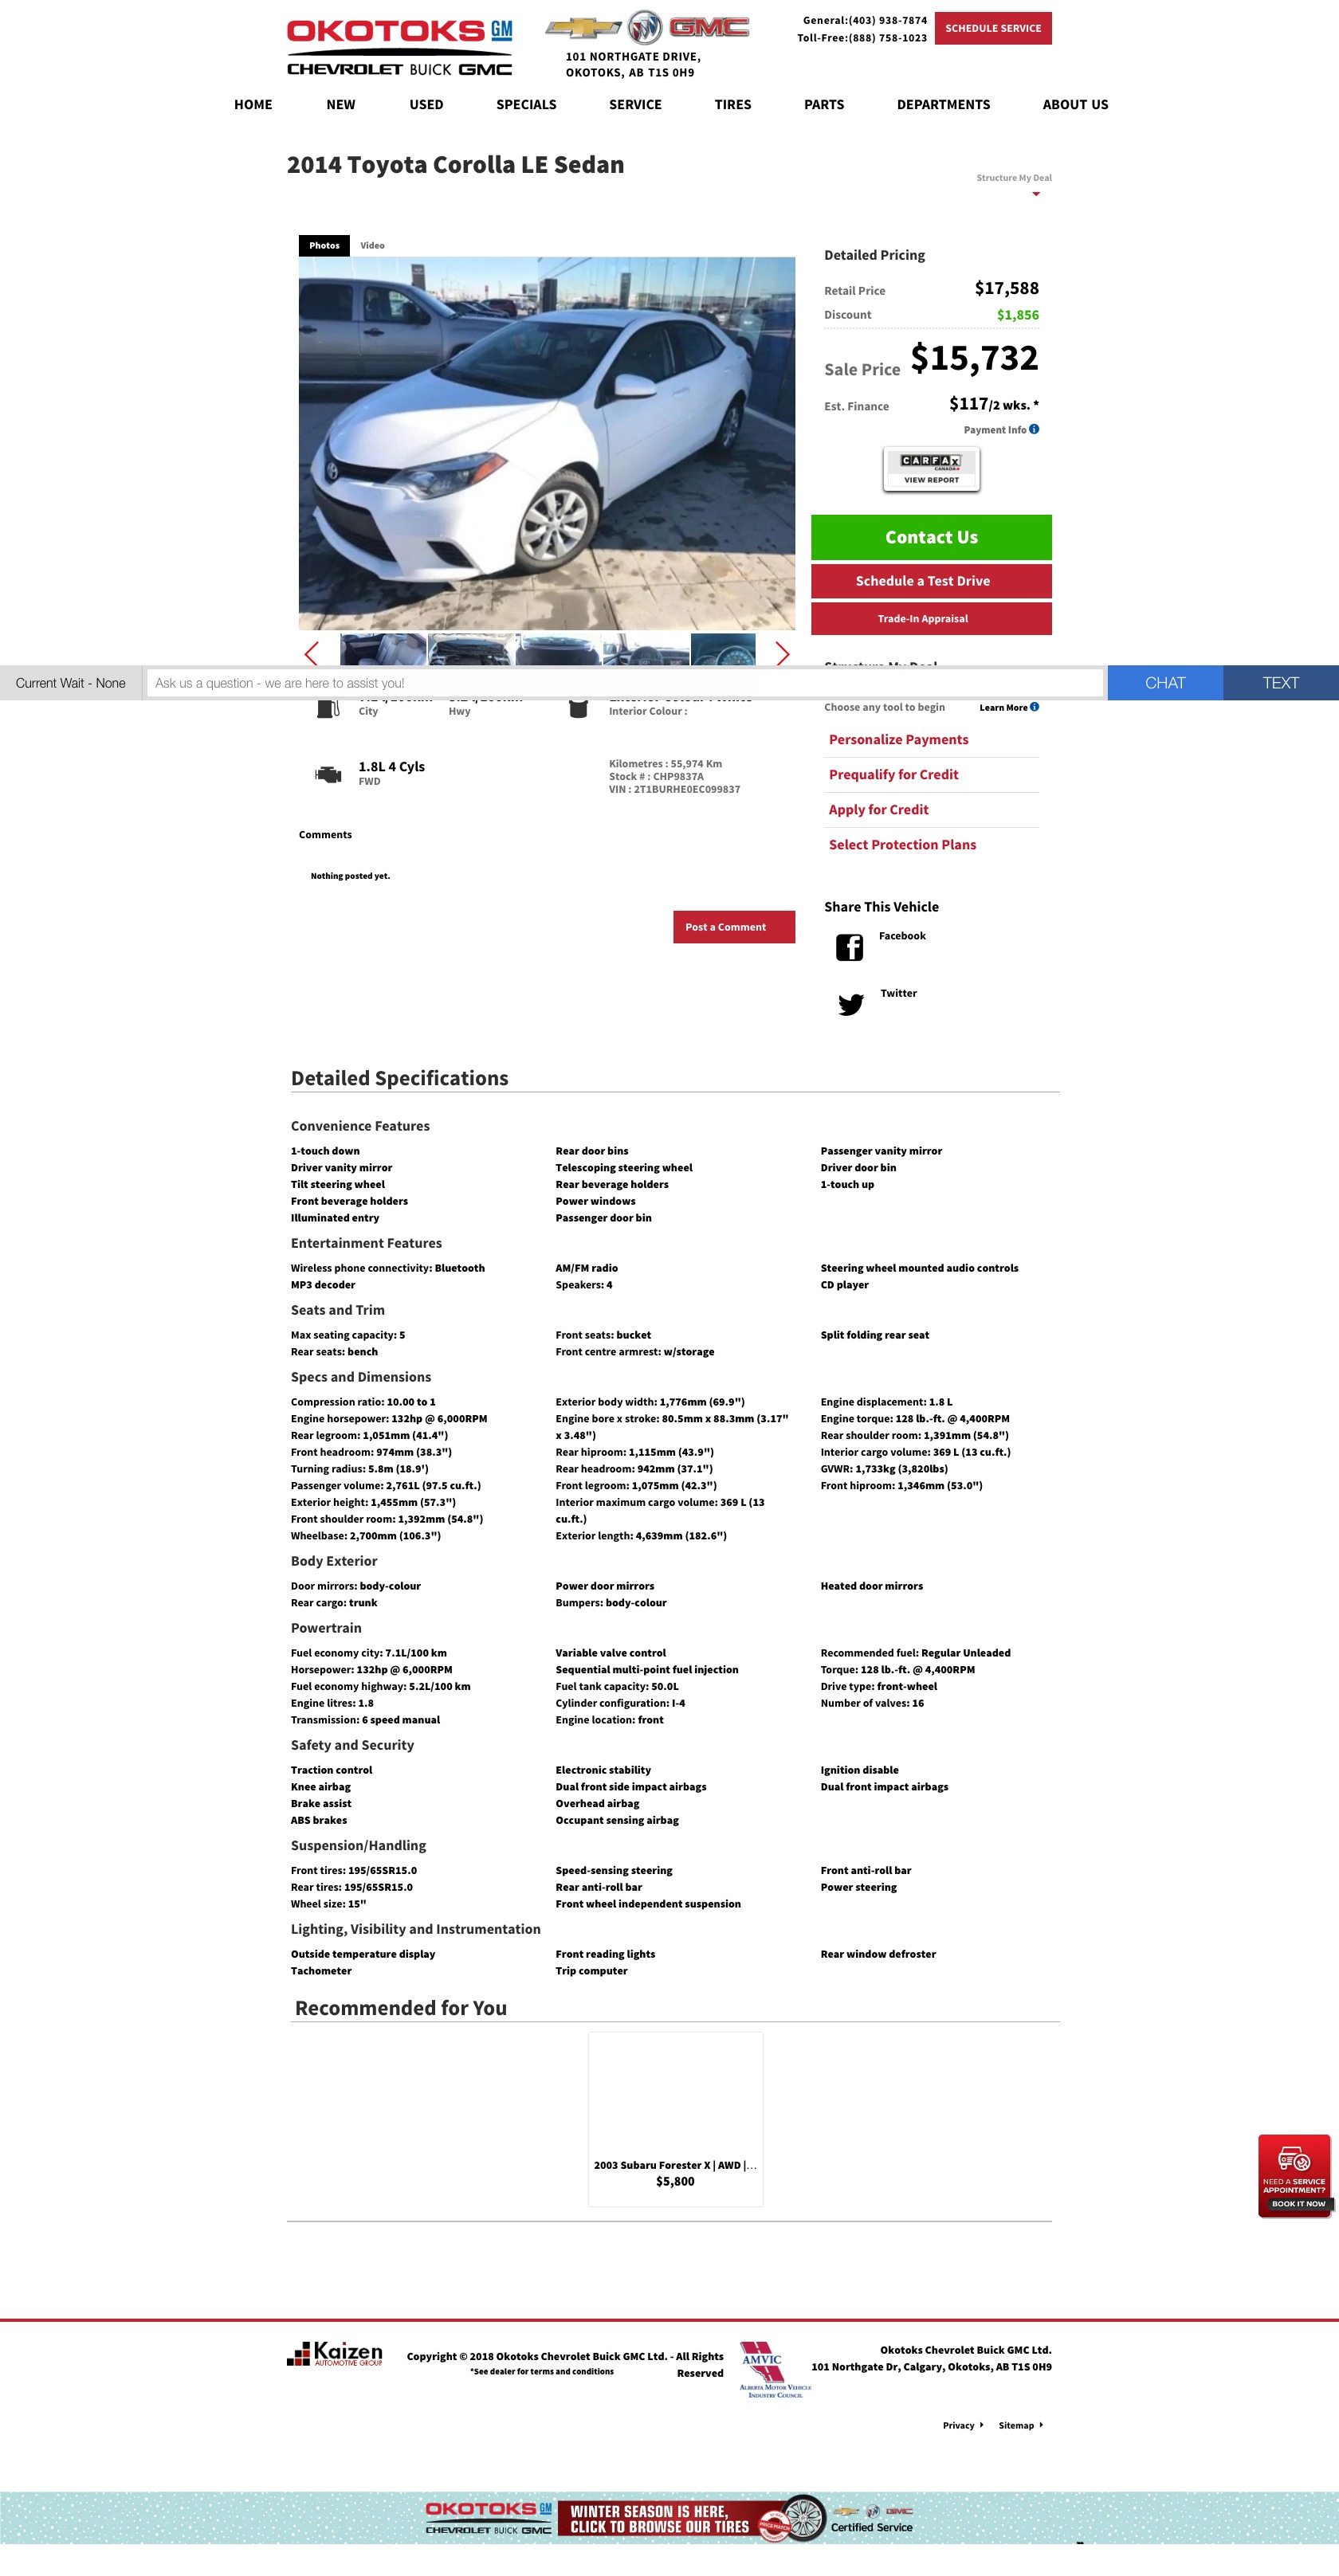 OKOTOKS GM
CHEVROLET BUICK GMC
GMC
101 NORTHGATE DRIVE,
OKOTOKS, AB T1S 0H9
General:(403) 938-7874
Toll-Free:(888) 758-1023
SCHEDULE SERVICE
HOME NEW USED SPECIALS SERVICE TIRES PARTS DEPARTMENTS ABOUT US
2014 Toyota Corolla LE Sedan
Structure My Deal
Photos Video
Detailed Pricing
Retail Price $17,588
Discount $1,856
Sale Price $15,732
Est. Finance $117/2 wks. *
Payment Info
CARFAX
CANADA
VIEW REPORT
Contact Us
Schedule a Test Drive
Trade-In Appraisal
Structure My Deal
Current Wait - None Ask us a question - we are here to assist you! CHAT TEXT
City Hwy Interior Colour :
Choose any tool to begin Learn More
Personalize Payments
Prequalify for Credit
Apply for Credit
Select Protection Plans
1.8L 4 Cyls
FWD
Kilometres : 55,974 Km
Stock # : CHP9837A
VIN : 2T1BURHE0EC099837
Comments
Nothing posted yet.
Post a Comment
Share This Vehicle
Facebook
Twitter
Detailed Specifications
Convenience Features
1-touch down Rear door bins Passenger vanity mirror
Driver vanity mirror Telescoping steering wheel Driver door bin
Tilt steering wheel Rear beverage holders 1-touch up
Front beverage holders Power windows
Illuminated entry Passenger door bin
Entertainment Features
Wireless phone connectivity: Bluetooth AM/FM radio Steering wheel mounted audio controls
MP3 decoder Speakers: 4 CD player
Seats and Trim
Max seating capacity: 5 Front seats: bucket Split folding rear seat
Rear seats: bench Front centre armrest: w/storage
Specs and Dimensions
Compression ratio: 10.00 to 1 Exterior body width: 1,776mm (69.9") Engine displacement: 1.8 L
Engine horsepower: 132hp @ 6,000RPM Engine bore x stroke: 80.5mm x 88.3mm (3.17" Engine torque: 128 lb.-ft. @ 4,400RPM
Rear legroom: 1,051mm (41.4") x 3.48") Rear shoulder room: 1,391mm (54.8")
Front headroom: 974mm (38.3") Rear hiproom: 1,115mm (43.9") Interior cargo volume: 369 L (13 cu.ft.)
Turning radius: 5.8m (18.9') Rear headroom: 942mm (37.1") GVWR: 1,733kg (3,820lbs)
Passenger volume: 2,761L (97.5 cu.ft.) Front legroom: 1,075mm (42.3") Front hiproom: 1,346mm (53.0")
Exterior height: 1,455mm (57.3") Interior maximum cargo volume: 369 L (13
Front shoulder room: 1,392mm (54.8") cu.ft.)
Wheelbase: 2,700mm (106.3") Exterior length: 4,639mm (182.6")
Body Exterior
Door mirrors: body-colour Power door mirrors Heated door mirrors
Rear cargo: trunk Bumpers: body-colour
Powertrain
Fuel economy city: 7.1L/100 km Variable valve control Recommended fuel: Regular Unleaded
Horsepower: 132hp @ 6,000RPM Sequential multi-point fuel injection Torque: 128 lb.-ft. @ 4,400RPM
Fuel economy highway: 5.2L/100 km Fuel tank capacity: 50.0L Drive type: front-wheel
Engine litres: 1.8 Cylinder configuration: I-4 Number of valves: 16
Transmission: 6 speed manual Engine location: front
Safety and Security
Traction control Electronic stability Ignition disable
Knee airbag Dual front side impact airbags Dual front impact airbags
Brake assist Overhead airbag
ABS brakes Occupant sensing airbag
Suspension/Handling
Front tires: 195/65SR15.0 Speed-sensing steering Front anti-roll bar
Rear tires: 195/65SR15.0 Rear anti-roll bar Power steering
Wheel size: 15" Front wheel independent suspension
Lighting, Visibility and Instrumentation
Outside temperature display Front reading lights Rear window defroster
Tachometer Trip computer
Recommended for You
2003 Subaru Forester X | AWD |...
$5,800
NEED A SERVICE
APPOINTMENT?
BOOK IT NOW
Kaizen
AUTOMOTIVE GROUP
Copyright © 2018 Okotoks Chevrolet Buick GMC Ltd. - All Rights
Reserved
*See dealer for terms and conditions
AMVIC
ALBERTA MOTOR VEHICLE
INDUSTRY COUNCIL
Okotoks Chevrolet Buick GMC Ltd.
101 Northgate Dr, Calgary, Okotoks, AB T1S 0H9
Privacy Sitemap
OKOTOKS GM
CHEVROLET BUICK GMC
WINTER SEASON IS HERE,
CLICK TO BROWSE OUR TIRES
PRICE MATCH
GMC
Certified Service